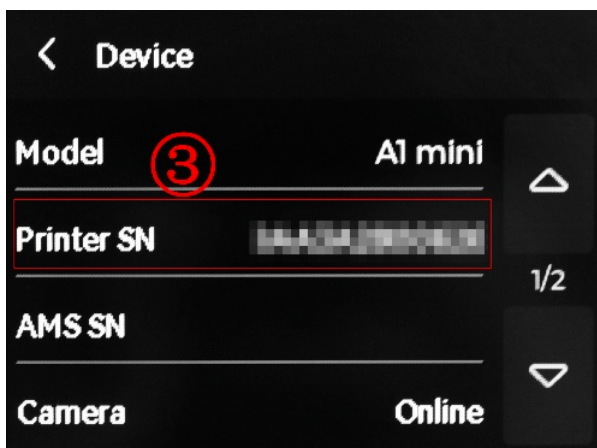 Device
Model ③ A1 mini
Printer SN
1/2
AMS SN
Camera Online